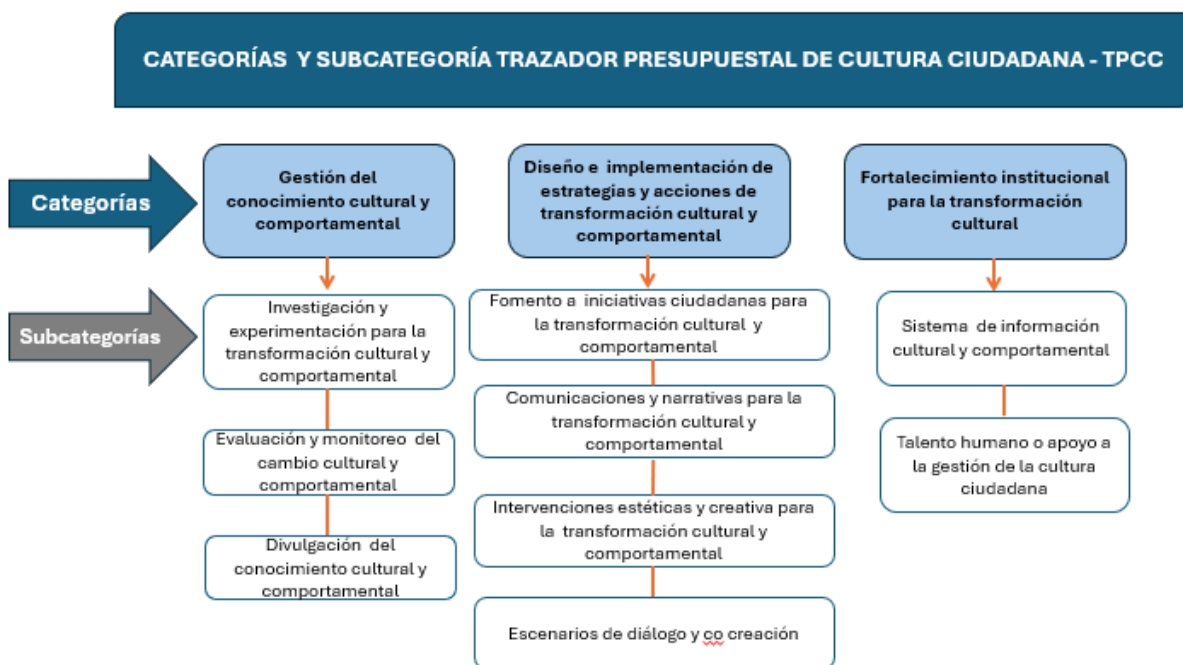 CATEGORÍAS Y SUBCATEGORÍA TRAZADOR PRESUPUESTAL DE CULTURA CIUDADANA - TPCC
Categorías
Gestión del
conocimiento cultural y
comportamental
Diseño e implementación de
estrategias y acciones de
transformación cultural y
comportamental
Fortalecimiento institucional
para la transformación
cultural
Subcategorías
Investigación y
experimentación para la
transformación cultural y
comportamental
Evaluación y monitoreo del
cambio cultural y
comportamental
Divulgación del
conocimiento cultural y
comportamental
Fomento a iniciativas ciudadanas para
la transformación cultural y
comportamental
Comunicaciones y narrativas para la
transformación cultural y
comportamental
Intervenciones estéticas y creativa para
la transformación cultural y
comportamental
Escenarios de diálogo y co creación
Sistema de información
cultural y comportamental
Talento humano o apoyo a
la gestión de la cultura
ciudadana